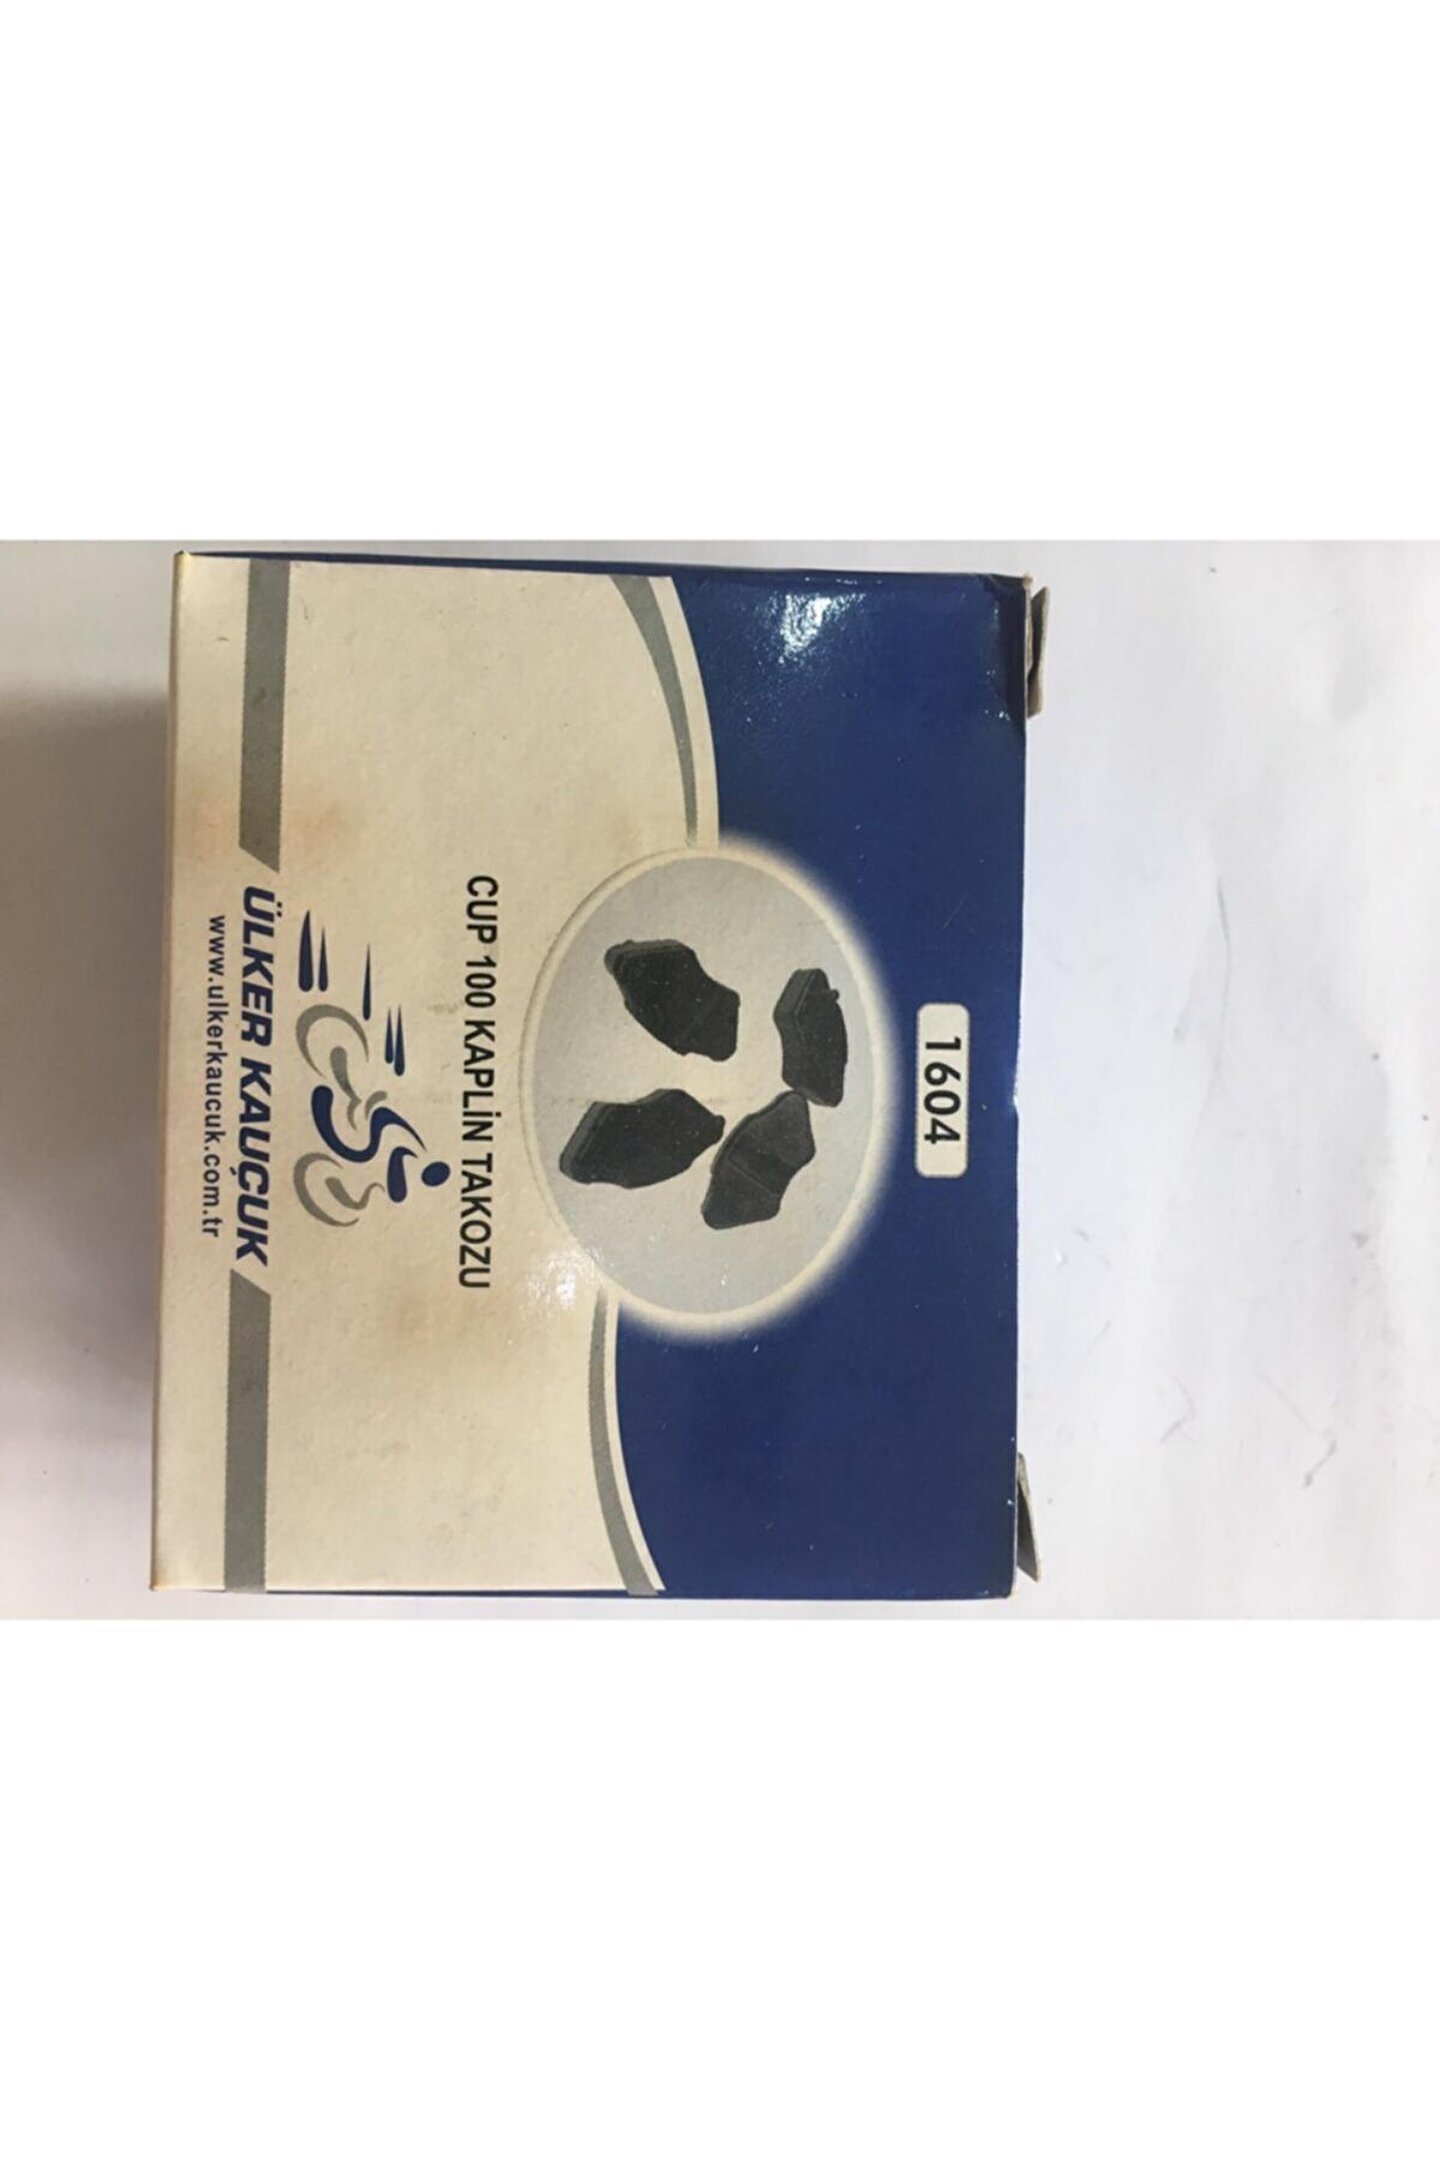 1604
CUP 100 KAPLİN TAKOZU
ÜLKER KAUÇUK
www.ulkerkaucuk.com.tr